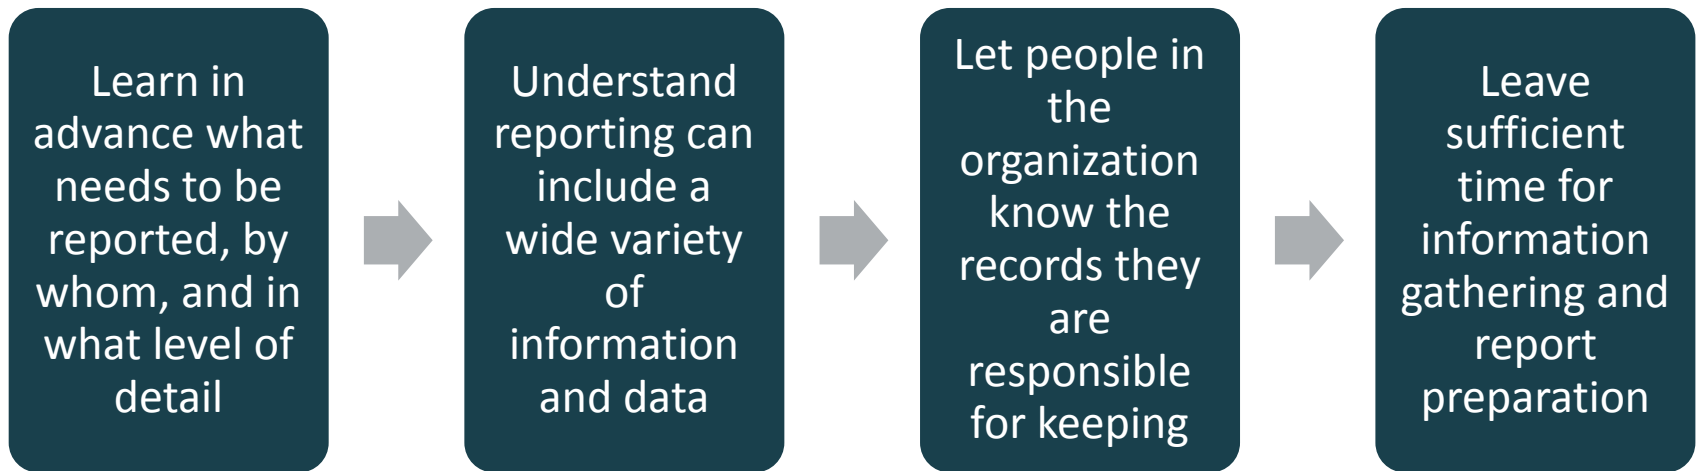 Learn in
advance what
needs to be
reported, by
whom, and in
what level of
detail
Understand
reporting can
include a
wide variety
of
information
and data
Let people in
the
organization
know the
records they
are
responsible
for keeping
Leave
sufficient
time for
information
gathering and
report
preparation